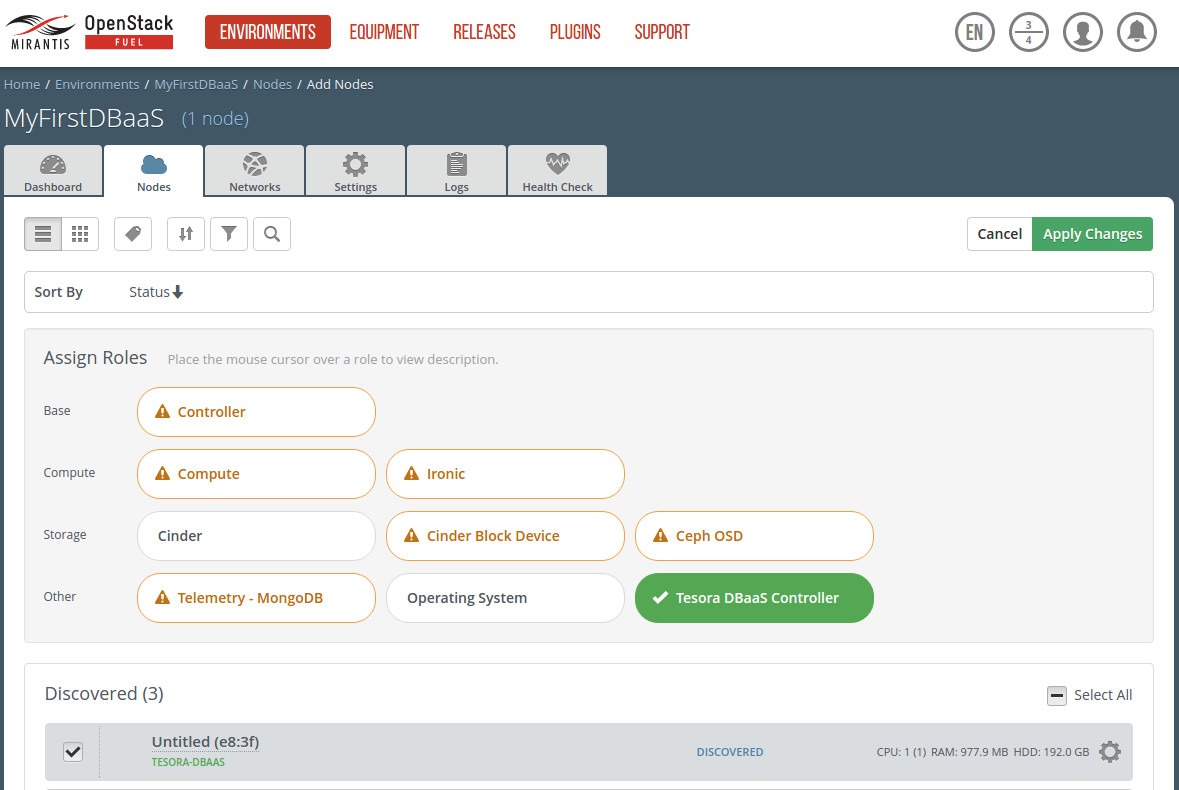 MIRANTIS
OpenStack
FUEL
ENVIRONMENTS
EQUIPMENT
RELEASES
PLUGINS
SUPPORT
EN
3
4
Home / Environments / MyFirstDBaaS / Nodes / Add Nodes
MyFirstDBaaS (1 node)
Dashboard
Nodes
Networks
Settings
Logs
Health Check
Cancel
Apply Changes
Sort By
Status
Assign Roles Place the mouse cursor over a role to view description.
Base
Controller
Compute
Compute
Ironic
Storage
Cinder
Cinder Block Device
Ceph OSD
Other
Telemetry - MongoDB
Operating System
Tesora DBaaS Controller
Discovered (3)
Select All
Untitled (e8:3f)
TESORA-DBAAS
DISCOVERED
CPU: 1 (1) RAM: 977.9 MB HDD: 192.0 GB